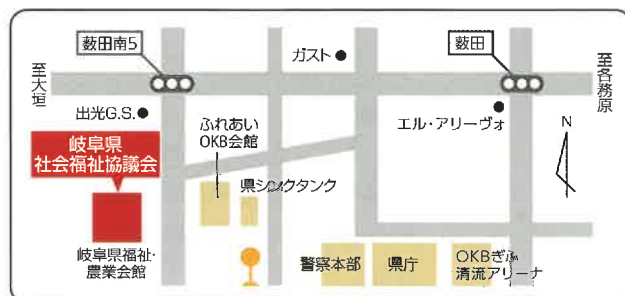 薮田南5
ガスト
薮田
至大垣
至各務原
出光G.S.
エル・アリーヴォ
N
ふれあい
OKB会館
岐阜県
社会福祉協議会
県シンクタンク
岐阜県福祉・
農業会館
警察本部
県庁
OKBぎふ
清流アリーナ